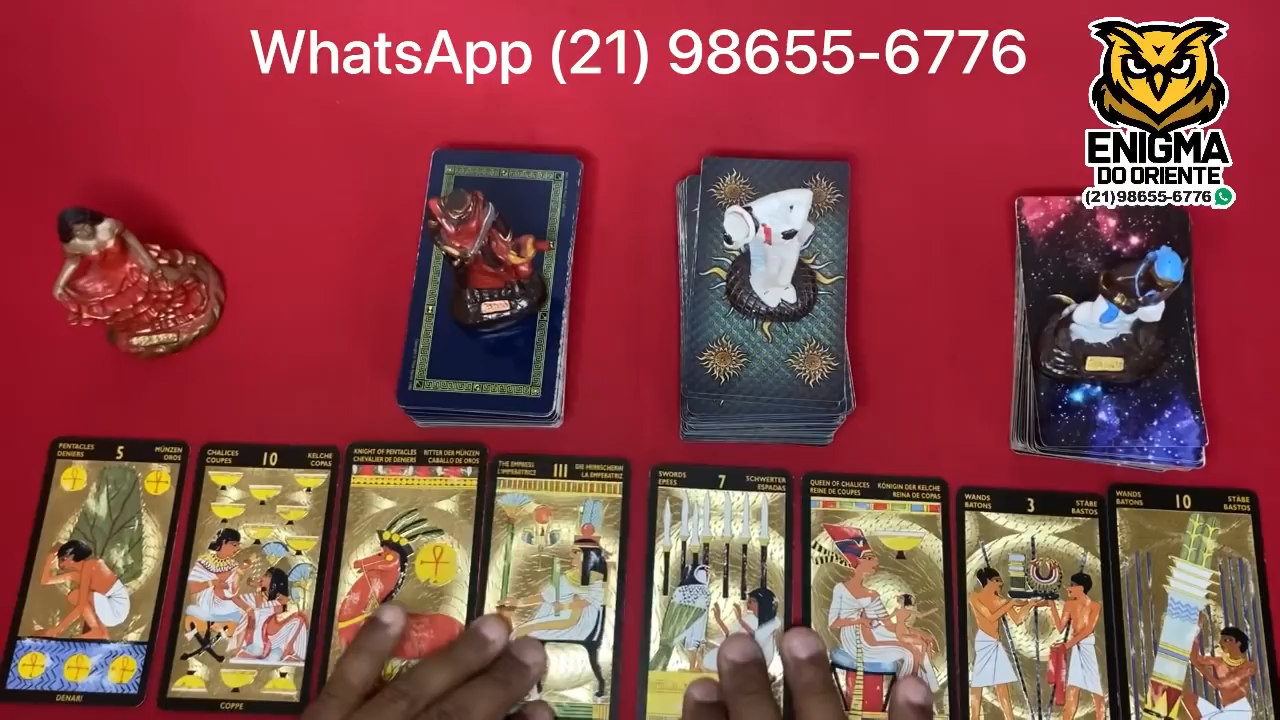 WhatsApp (21) 98655-6776
ENIGMA
DO ORIENTE
(21)98655-6776
PENTACLES
DENIERS
5
MÜNZEN
OROS
DENARI
CHALICES
COUPES
10
KELCHE
COPAS
COPPE
KNIGHT OF PENTACLES
CHEVALIER DE DENIERS
RITTER DER MÜNZEN
CABALLO DE OROS
THE EMPRESS
L'IMPERATRICE
III
DIE HERRSCHERIN
LA EMPERATRIZ
SWORDS
EPEES
7
SCHWERTER
ESPADAS
QUEEN OF CHALICES
REINE DE COUPES
KÖNIGIN DER KELCHE
REINA DE COPAS
WANDS
BATONS
3
STÄBE
BASTOS
WANDS
BATONS
10
STÄBE
BASTOS